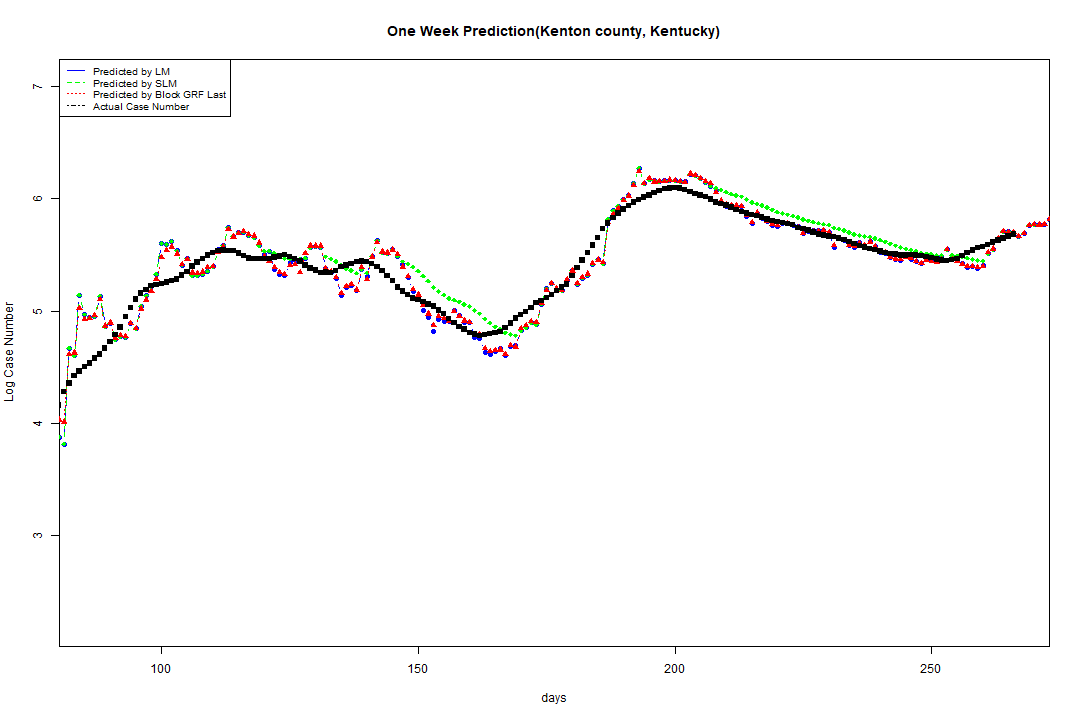 One Week Prediction(Kenton county, Kentucky)
Predicted by LM
Predicted by SLM
Predicted by Block GRF Last
Actual Case Number
7
6
5
4
3
Log Case Number
100 150 200 250
days